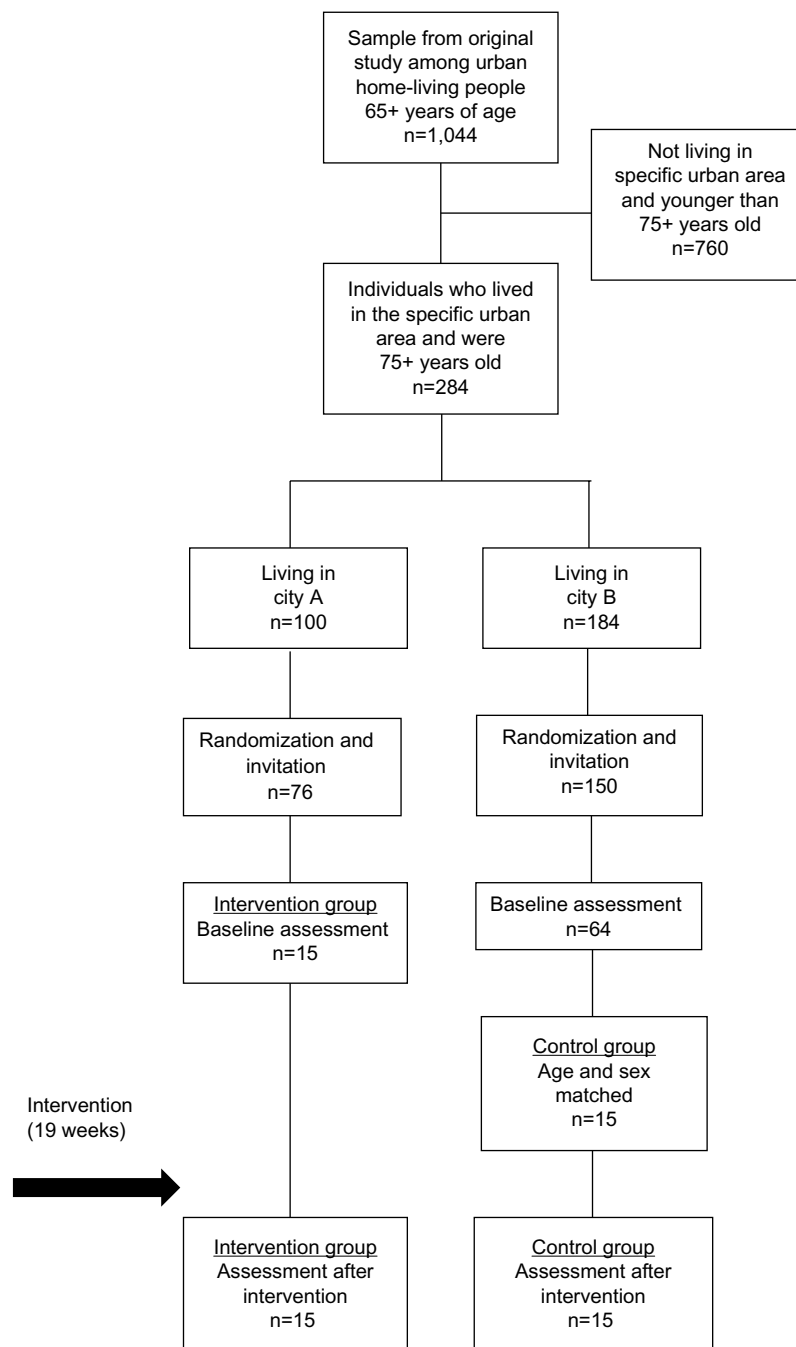 Sample from original
study among urban
home-living people
65+ years of age
n=1,044
Not living in
specific urban area
and younger than
75+ years old
n=760
Individuals who lived
in the specific urban
area and were
75+ years old
n=284
Living in
city A
n=100
Living in
city B
n=184
Randomization and
invitation
n=76
Randomization and
invitation
n=150
Intervention group
Baseline assessment
n=15
Baseline assessment
n=64
Control group
Age and sex
matched
n=15
Intervention
(19 weeks)
Intervention group
Assessment after
intervention
n=15
Control group
Assessment after
intervention
n=15